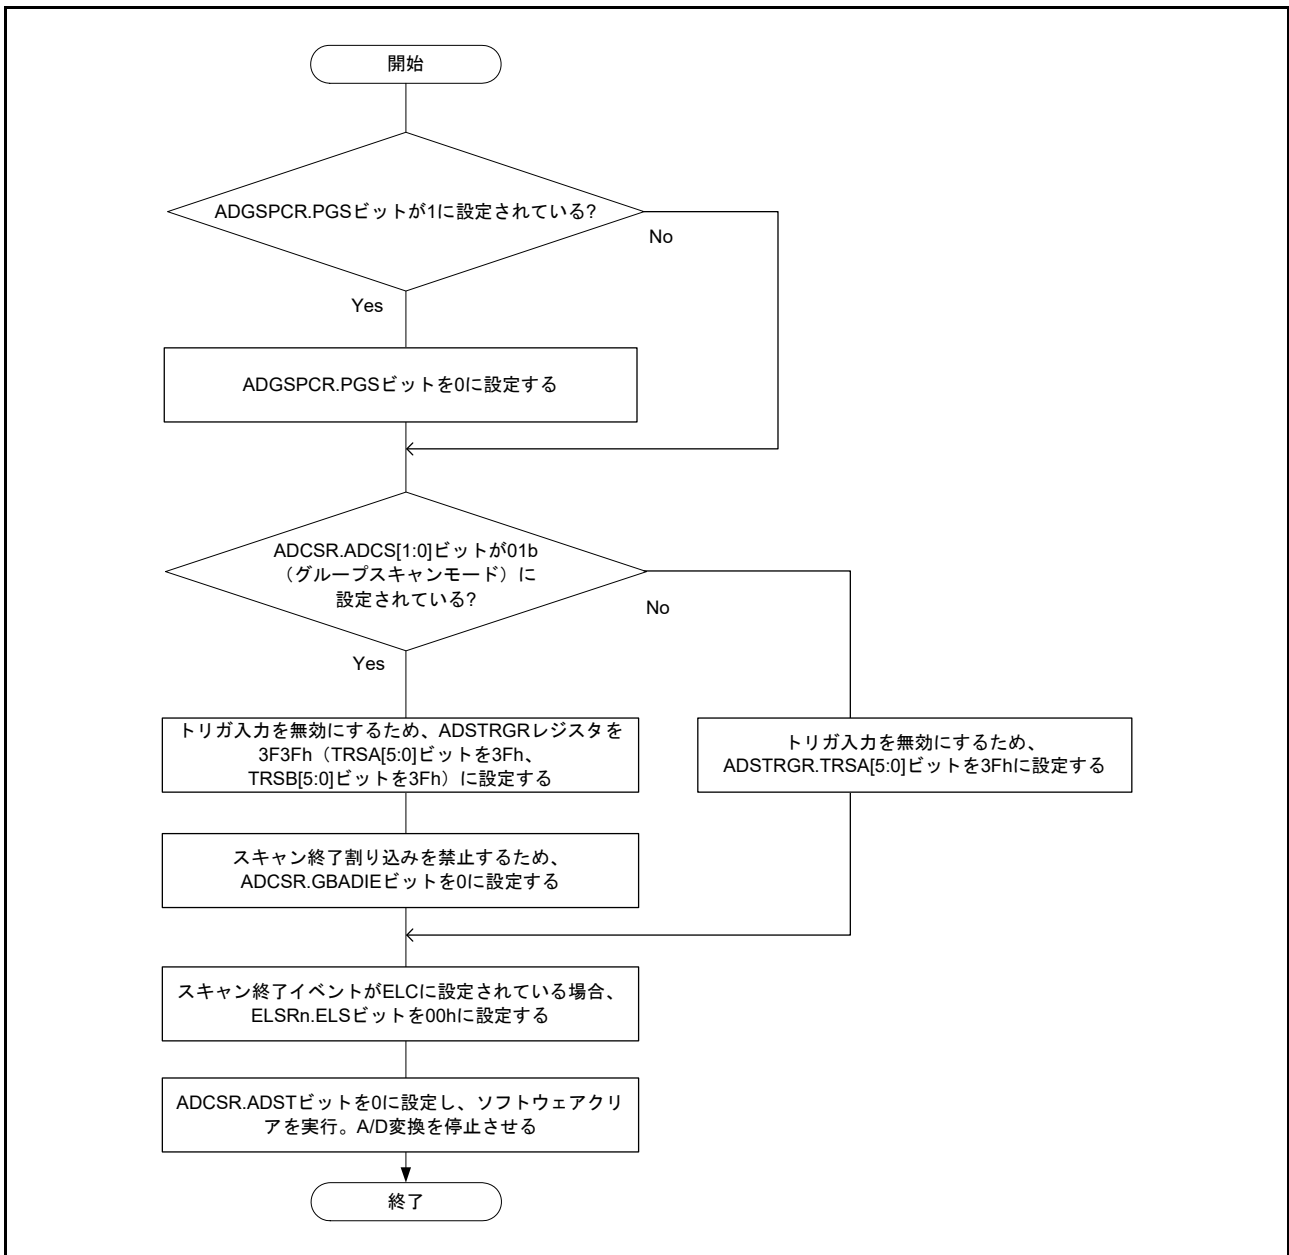 開始
ADGSPCR.PGSビットが1に設定されている?
No
Yes
ADGSPCR.PGSビットを0に設定する
ADCSR.ADCS[1:0]ビットが01b
（グループスキャンモード）に
設定されている?
No
Yes
トリガ入力を無効にするため、ADSTRGRレジスタを
3F3Fh（TRSA[5:0]ビットを3Fh、
TRSB[5:0]ビットを3Fh）に設定する
トリガ入力を無効にするため、
ADSTRGR.TRSA[5:0]ビットを3Fhに設定する
スキャン終了割り込みを禁止するため、
ADCSR.GBADIEビットを0に設定する
スキャン終了イベントがELCに設定されている場合、
ELSRn.ELSビットを00hに設定する
ADCSR.ADSTビットを0に設定し、ソフトウェアクリ
アを実行。A/D変換を停止させる
終了